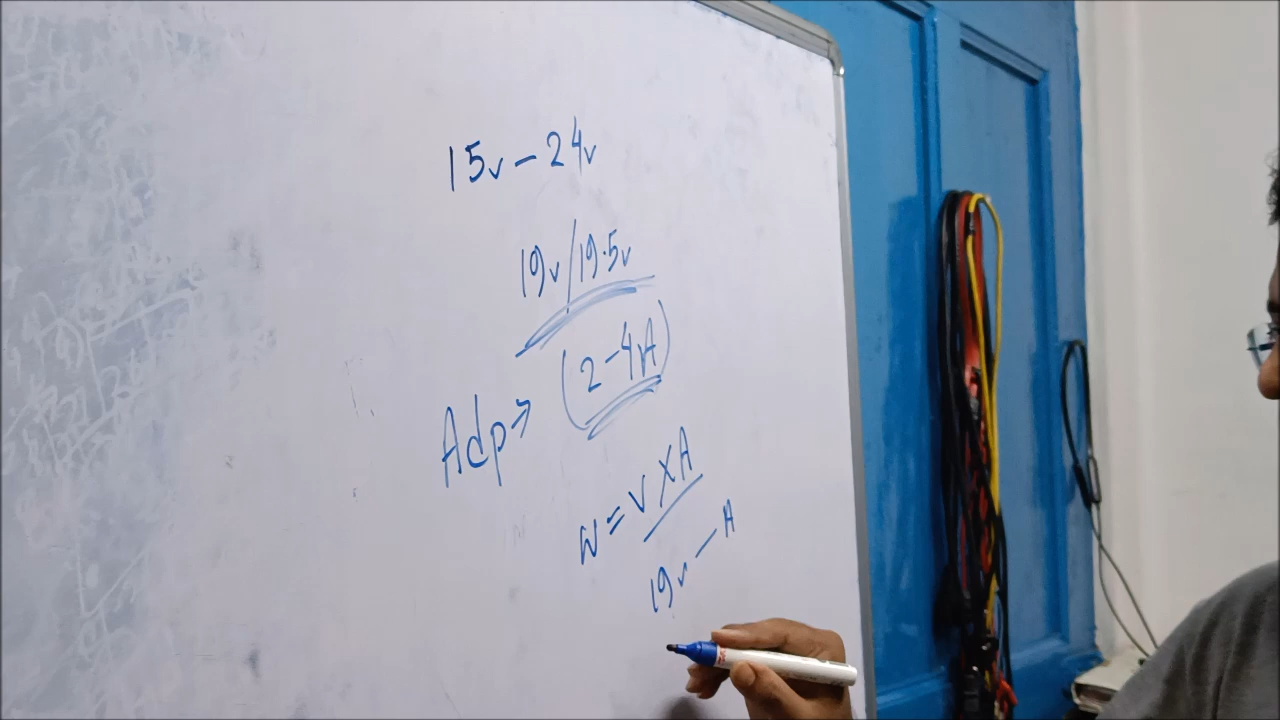 15v - 24v
19v/19.5v
(2-4A)
Adp→
W = V X A
19v — A